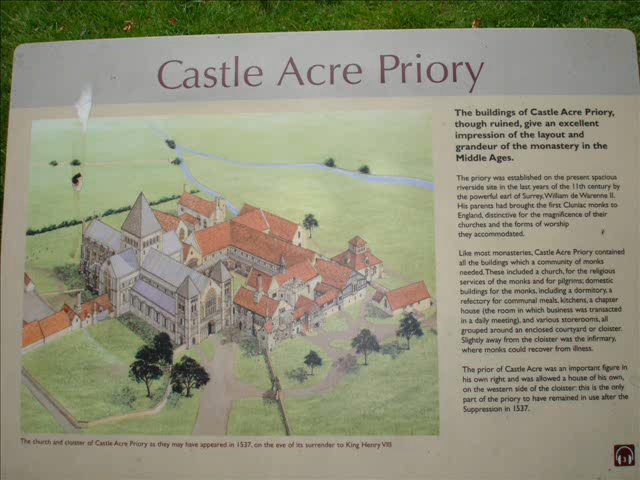 Castle Acre Priory
The buildings of Castle Acre Priory,
though ruined, give an excellent
impression of the layout and
grandeur of the monastery in the
Middle Ages.
The priory was established on the present spacious
riverside site in the last years of the 11th century by
the powerful earl of Surrey, William de Warenne II.
His parents had brought the first Cluniac monks to
England, distinctive for the magnificence of their
churches and the forms of worship
they accommodated.
Like most monasteries, Castle Acre Priory contained
all the buildings which a community of monks
needed. These included a church, for the religious
services of the monks and for pilgrims; domestic
buildings for the monks, including a dormitory, a
refectory for communal meals, kitchens, a chapter
house (the room in which business was transacted
in a daily meeting), and various storerooms, all
grouped around an enclosed courtyard or cloister.
Slightly away from the cloister was the infirmary,
where monks could recover from illness.
The prior of Castle Acre was an important figure in
his own right and was allowed a house of his own,
on the western side of the cloister: this is the only
part of the priory to have remained in use after the
Suppression in 1537.
The church and cloister of Castle Acre Priory as they may have appeared in 1537, on the eve of its surrender to King Henry VIII